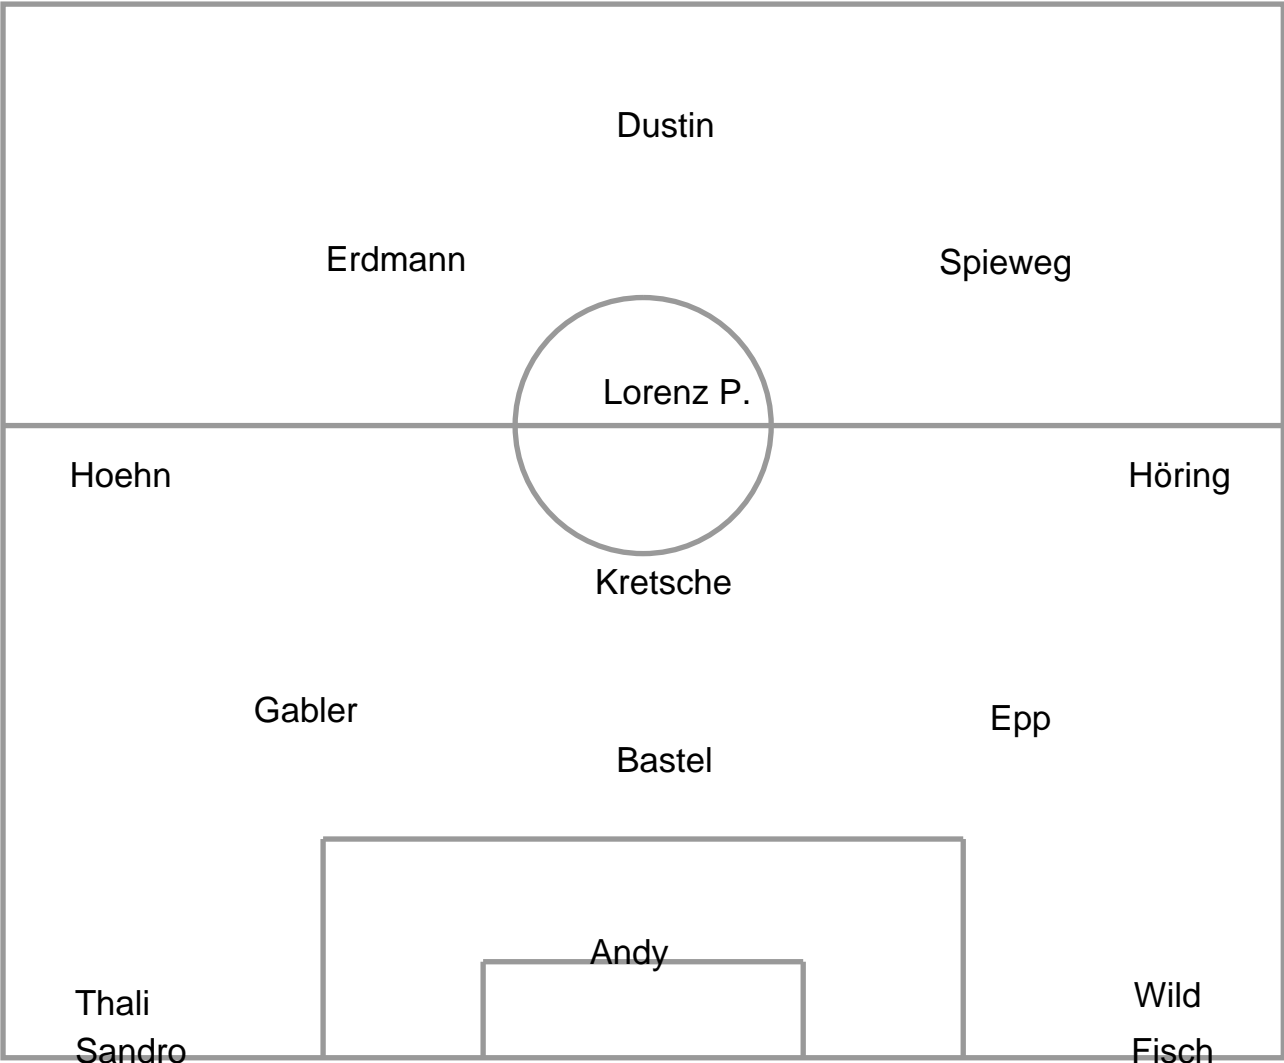 Dustin
Erdmann
Spieweg
Lorenz P.
Hoehn
Höring
Kretsche
Gabler
Epp
Bastel
Andy
Thali
Wild
Sandro
Fisch